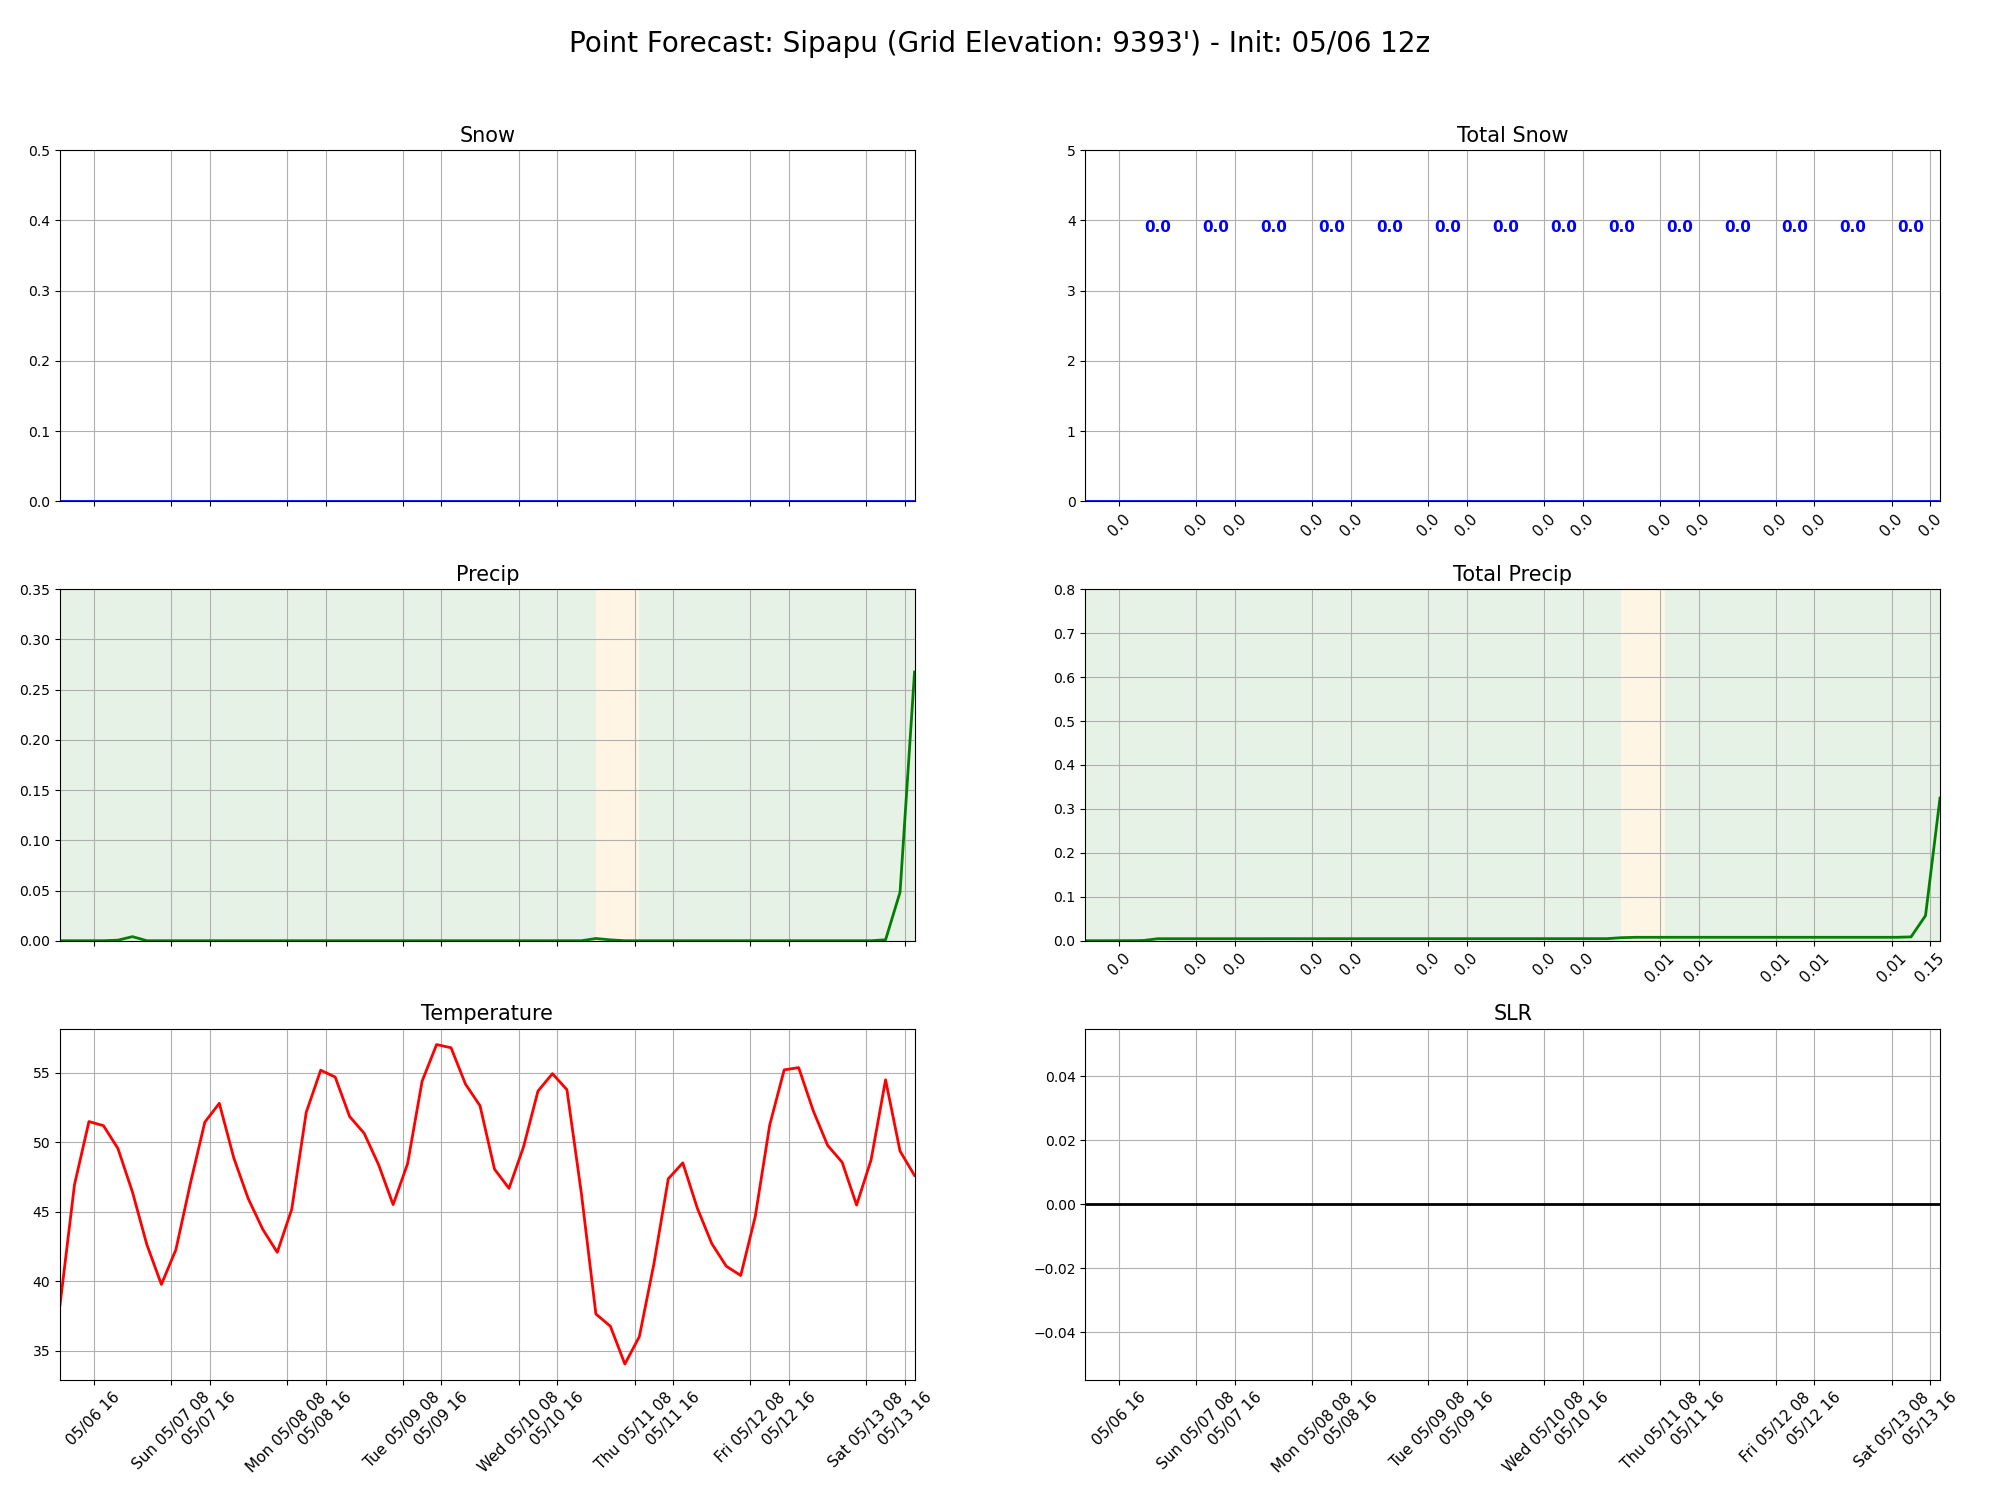 Point Forecast: Sipapu (Grid Elevation: 9393') - Init: 05/06 12z
Snow
0.5
0.4
0.3
0.2
0.1
0.0
Total Snow
5
4
3
2
1
0
0.0 0.0 0.0 0.0 0.0 0.0 0.0 0.0 0.0 0.0 0.0 0.0 0.0 0.0
0.0 0.0 0.0 0.0 0.0 0.0 0.0 0.0 0.0 0.0 0.0 0.0 0.0 0.0 0.0
Precip
0.35
0.30
0.25
0.20
0.15
0.10
0.05
0.00
Total Precip
0.8
0.7
0.6
0.5
0.4
0.3
0.2
0.1
0.0
0.0 0.0 0.0 0.0 0.0 0.0 0.0 0.0 0.0 0.01 0.01 0.01 0.01 0.01 0.15
Temperature
55
50
45
40
35
05/06 16
Sun 05/07 08
05/07 16
Mon 05/08 08
05/08 16
Tue 05/09 08
05/09 16
Wed 05/10 08
05/10 16
Thu 05/11 08
05/11 16
Fri 05/12 08
05/12 16
Sat 05/13 08
05/13 16
SLR
0.04
0.02
0.00
−0.02
−0.04
05/06 16
Sun 05/07 08
05/07 16
Mon 05/08 08
05/08 16
Tue 05/09 08
05/09 16
Wed 05/10 08
05/10 16
Thu 05/11 08
05/11 16
Fri 05/12 08
05/12 16
Sat 05/13 08
05/13 16